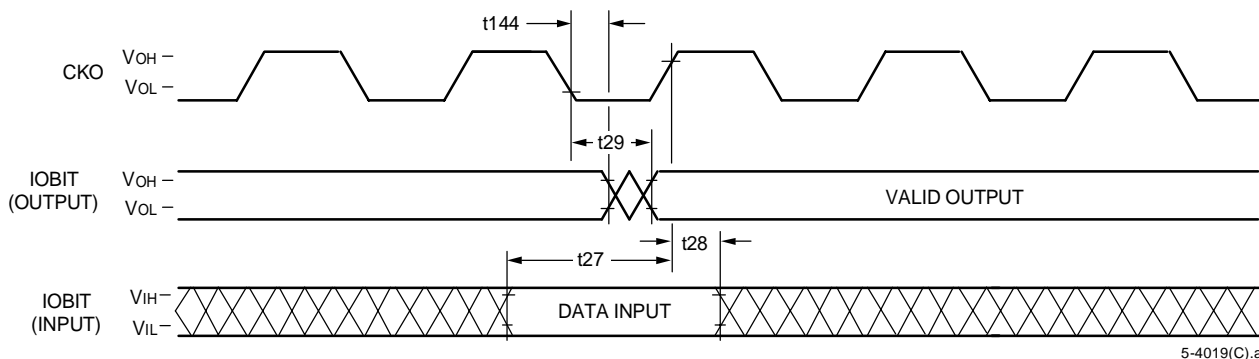 t144
CKO
VOH
VOL
t29
IOBIT
(OUTPUT)
VOH
VOL
VALID OUTPUT
t28
t27
IOBIT
(INPUT)
VIH
VIL
DATA INPUT
5-4019(C).a